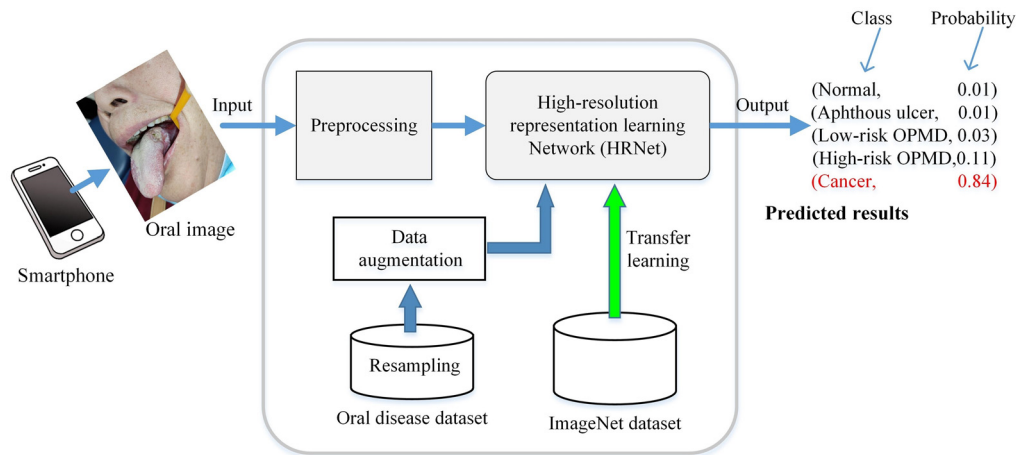 Class Probability
(Normal, 0.01)
(Aphthous ulcer, 0.01)
(Low-risk OPMD, 0.03)
(High-risk OPMD,0.11)
(Cancer, 0.84)
Predicted results
Input
Output
Preprocessing
High-resolution
representation learning
Network (HRNet)
Oral image
Smartphone
Data
augmentation
Transfer
learning
Resampling
Oral disease dataset
ImageNet dataset